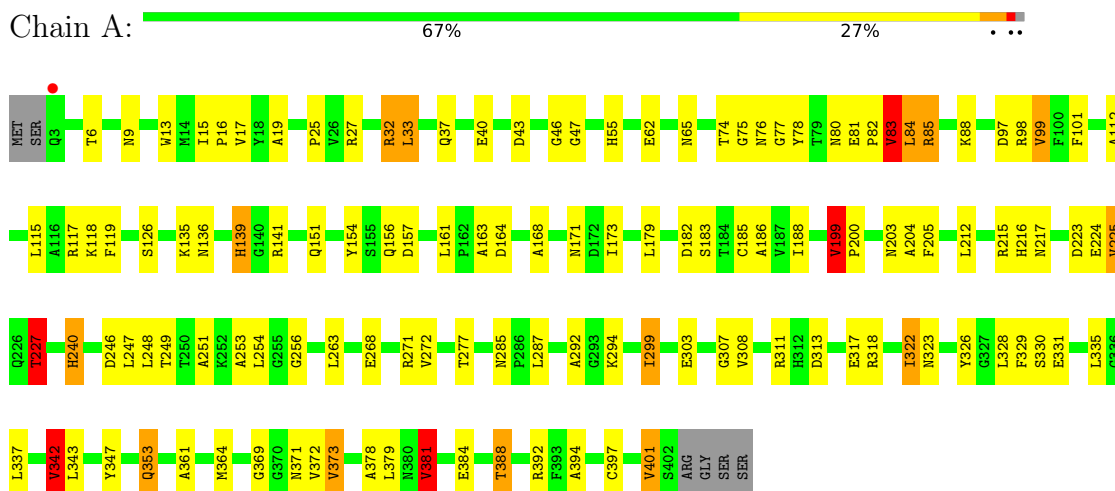 Chain A:
67% 27% . ..
MET SER Q3 T6 N9 W13 M14 I15 P16 V17 Y18 A19 P25 V26 R27 R32 L33 Q37 E40 D43 G46 G47 H55 E62 N65 T74 G75 N76 G77 Y78 T79 N80 E81 P82 V83 L84 R85 K88 D97 R98 V99 F100 F101 A112
L115 A116 R117 K118 F119 S126 K135 N136 H139 G140 R141 Q151 Y154 S155 Q156 D157 L161 P162 A163 D164 A168 N171 D172 I173 L179 D182 S183 T184 C185 A186 V187 I188 V199 P200 N203 A204 F205 L212 R215 H216 N217 D223 E224 V225
Q226 T227 H240 D246 L247 L248 T249 T250 A251 K252 A253 L254 G255 G256 L263 E268 R271 V272 T277 N285 P286 L287 A292 G293 K294 I299 E303 G307 V308 R311 H312 D313 E317 R318 I322 N323 Y326 G327 L328 F329 S330 E331 L335 G336
L337 V342 L343 Y347 Q353 A361 M364 G369 G370 N371 V372 V373 A378 L379 N380 V381 E384 T388 R392 F393 A394 C397 V401 S402 ARG GLY SER SER